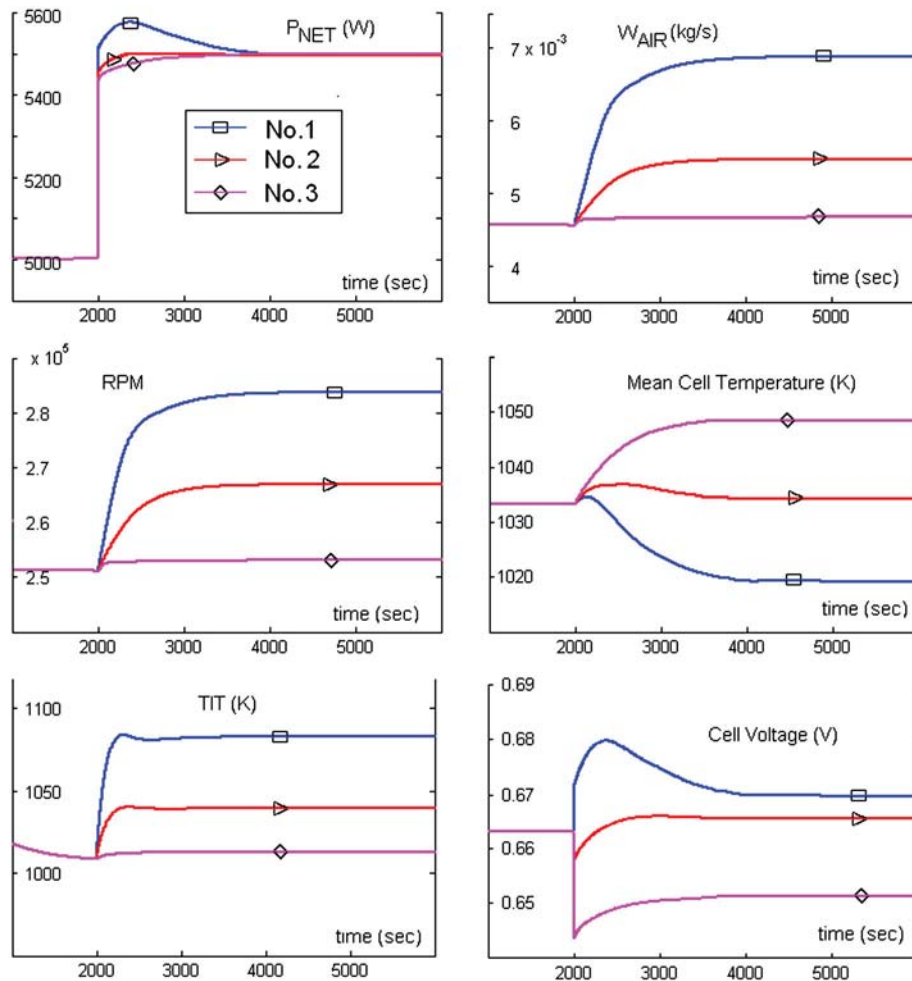 5600
P_NET (W)
5400
5200
5000
No.1
No.2
No.3
time (sec)
2000 3000 4000 5000
W_AIR (kg/s)
7 x 10^-3
6
5
4
time (sec)
2000 3000 4000 5000
x 10^5
RPM
2.8
2.7
2.6
2.5
time (sec)
2000 3000 4000 5000
Mean Cell Temperature (K)
1050
1040
1030
1020
time (sec)
2000 3000 4000 5000
TIT (K)
1100
1050
1000
time (sec)
2000 3000 4000 5000
0.69
Cell Voltage (V)
0.68
0.67
0.66
0.65
time (sec)
2000 3000 4000 5000